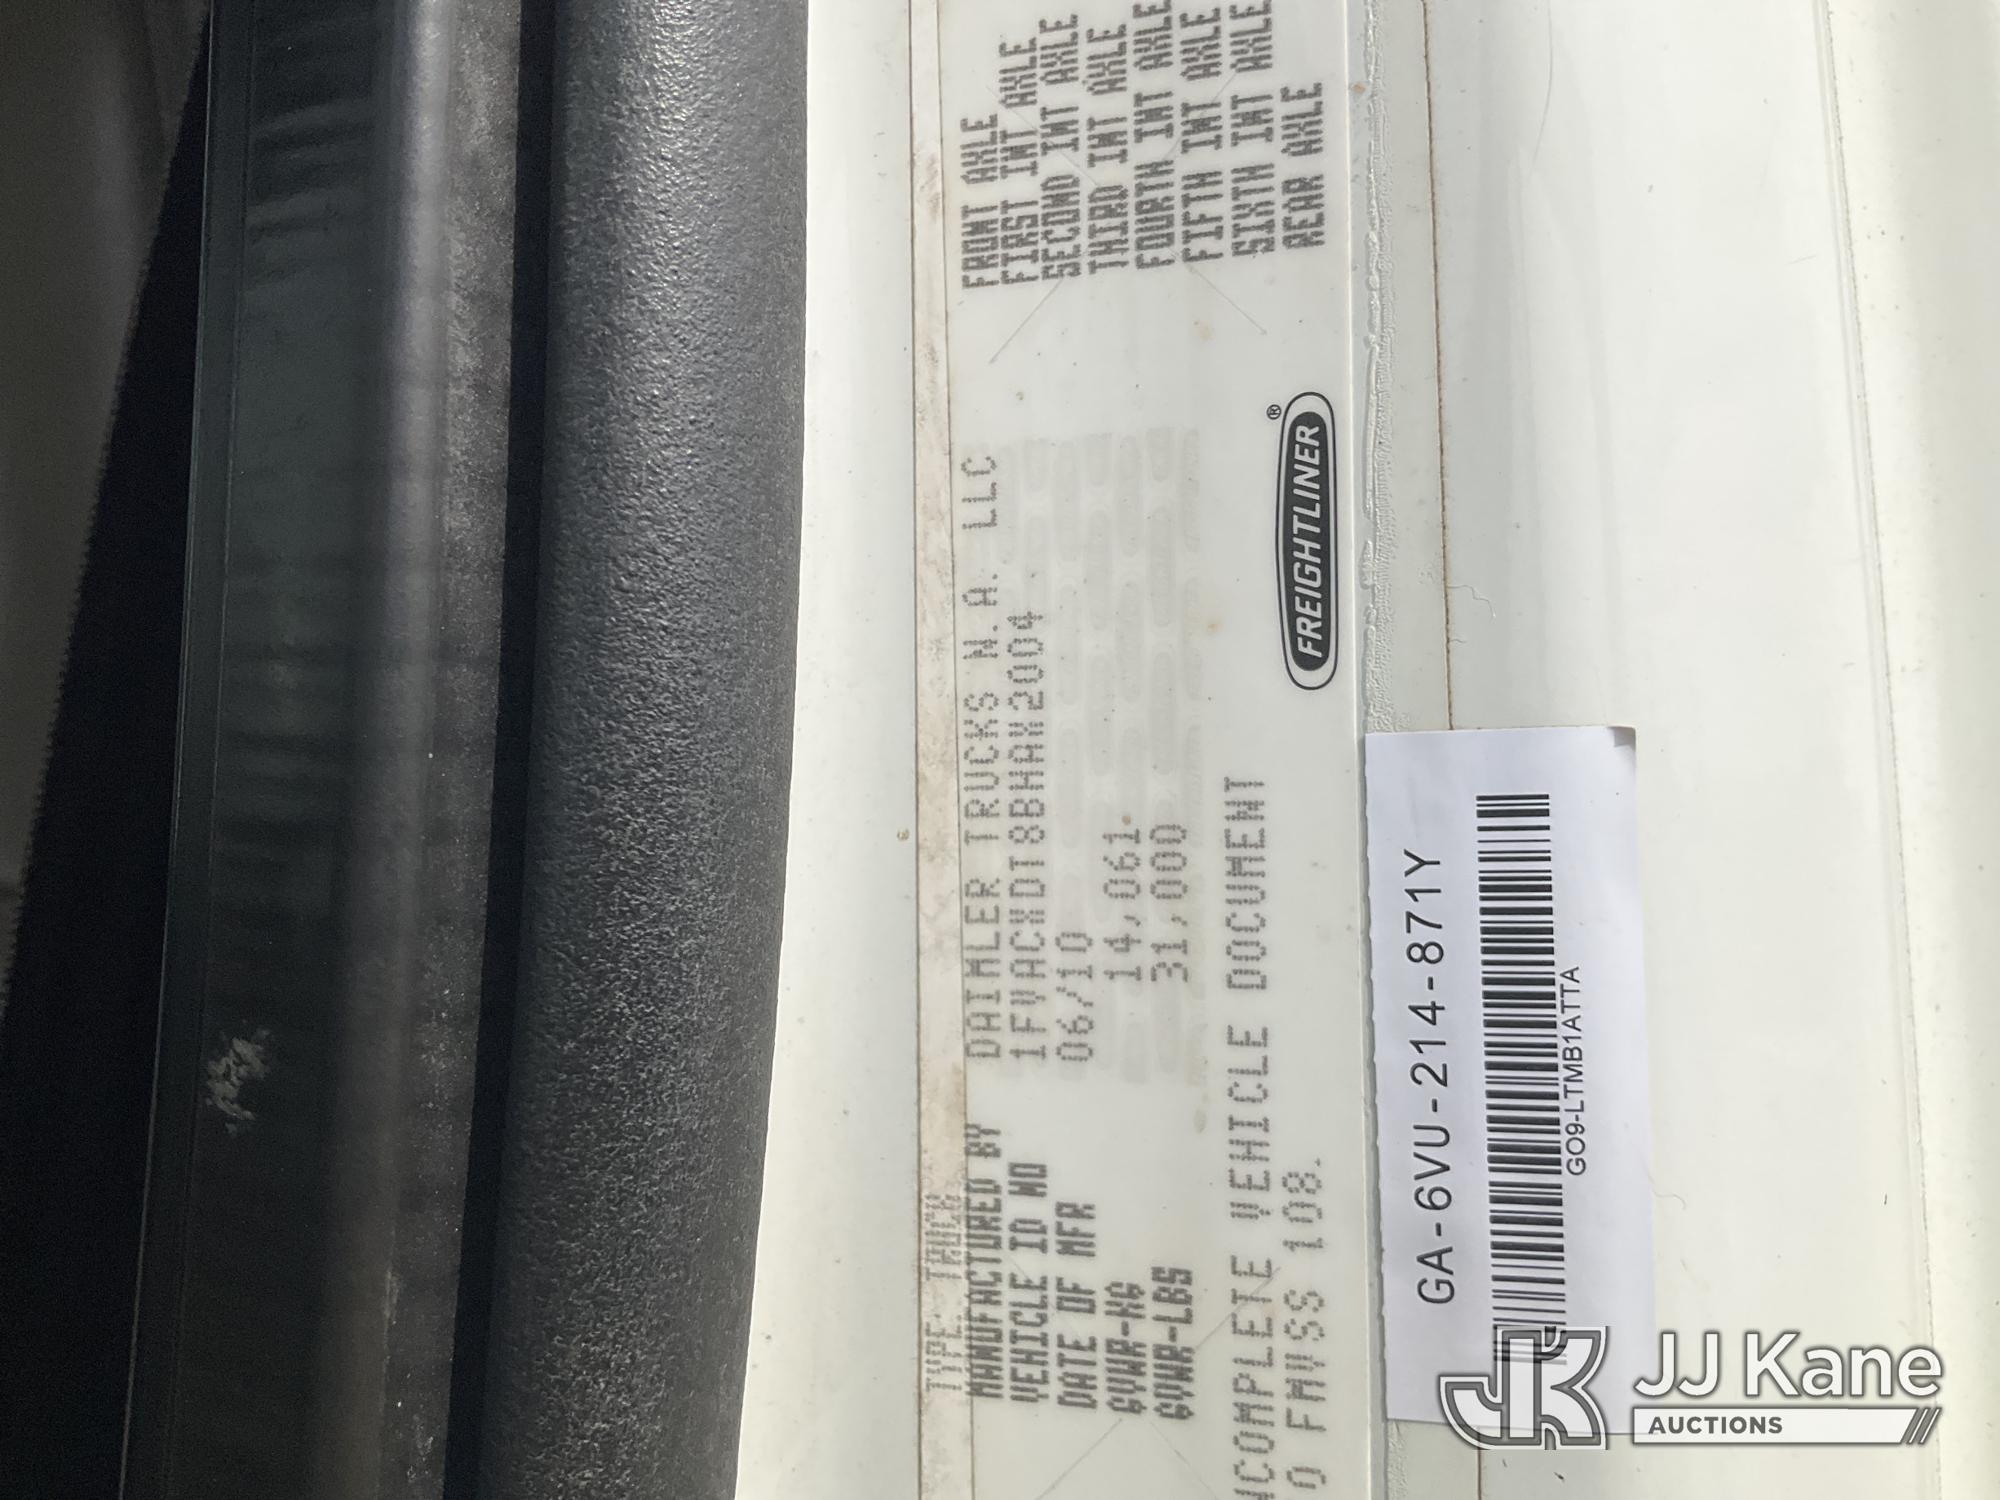 TYPE: TRUCK
MANUFACTURED BY DAIMLER TRUCKS N.A. LLC
VEHICLE ID NO 1FVACXDT8BHAX2004
DATE OF MFR 06/10
GVWR-KG 14,061.
GVWR-LBS 31,000
NCOMPLETE VEHICLE DOCUMENT
O FMVSS 108.
FRONT AXLE
FIRST INT AXLE
SECOND INT AXLE
THIRD INT AXLE
FOURTH INT AXLE
FIFTH INT AXLE
SIXTH INT AXLE
REAR AXLE
FREIGHTLINER®
GA-6VU-214-871Y
GO9-LTMB1ATTA
JK JJ Kane
AUCTIONS